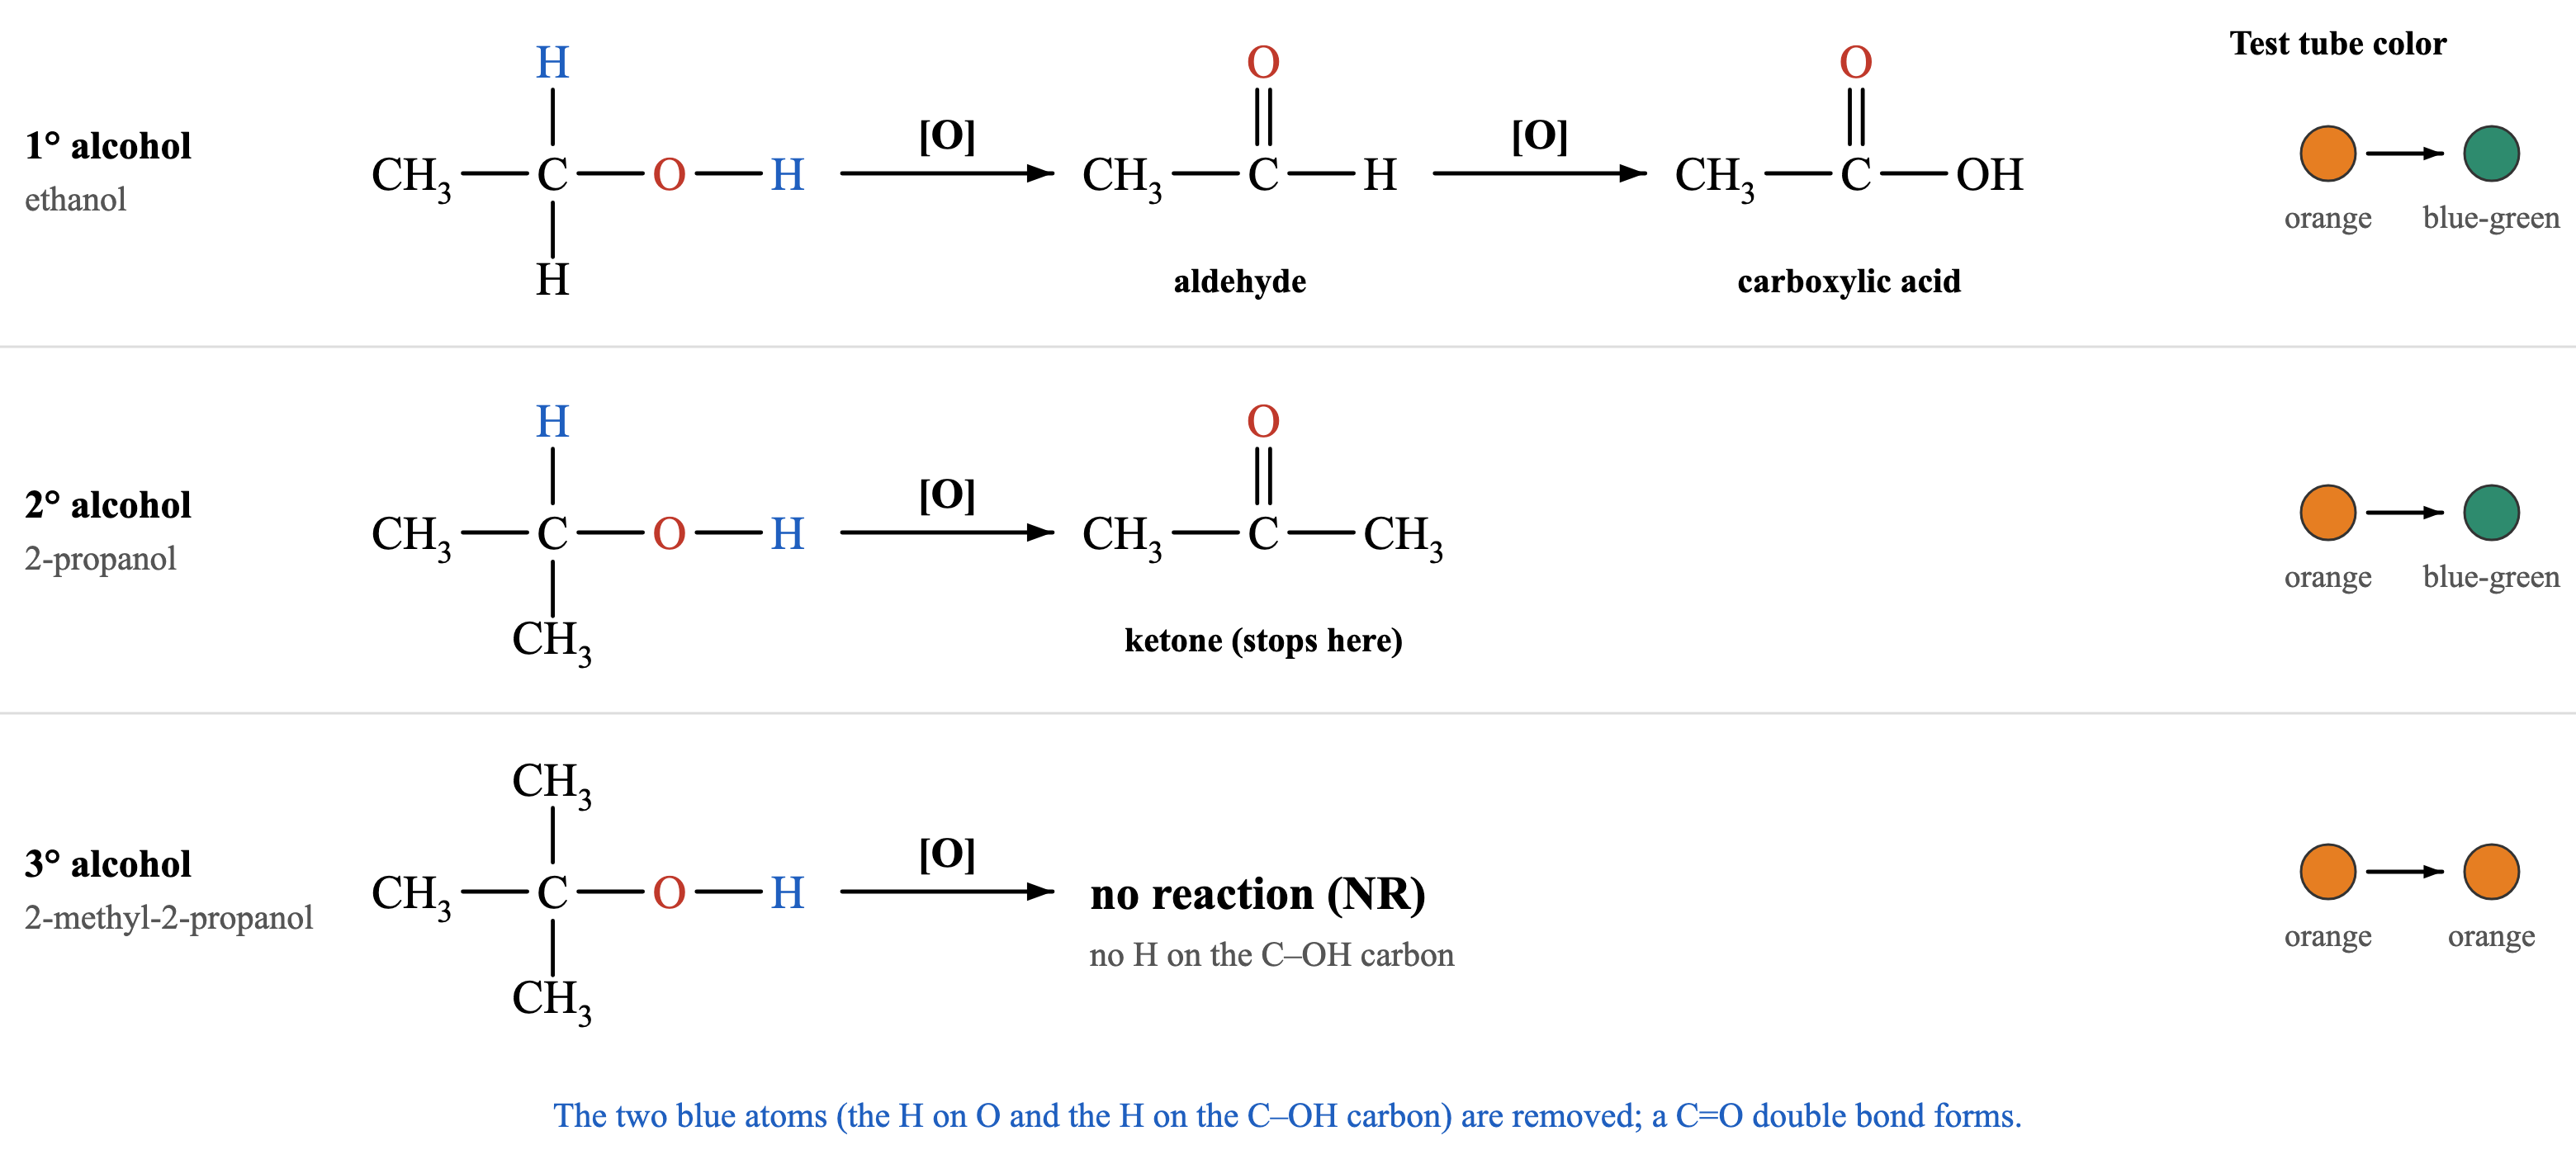 Test tube color
1° alcohol
ethanol
H
CH₃—C—O—H
H
[O]
O
CH₃—C—H
aldehyde
[O]
O
CH₃—C—OH
carboxylic acid
orange
blue-green
2° alcohol
2-propanol
H
CH₃—C—O—H
CH₃
[O]
O
CH₃—C—CH₃
ketone (stops here)
orange
blue-green
3° alcohol
2-methyl-2-propanol
CH₃
CH₃—C—O—H
CH₃
[O]
no reaction (NR)
no H on the C–OH carbon
orange
orange
The two blue atoms (the H on O and the H on the C–OH carbon) are removed; a C=O double bond forms.